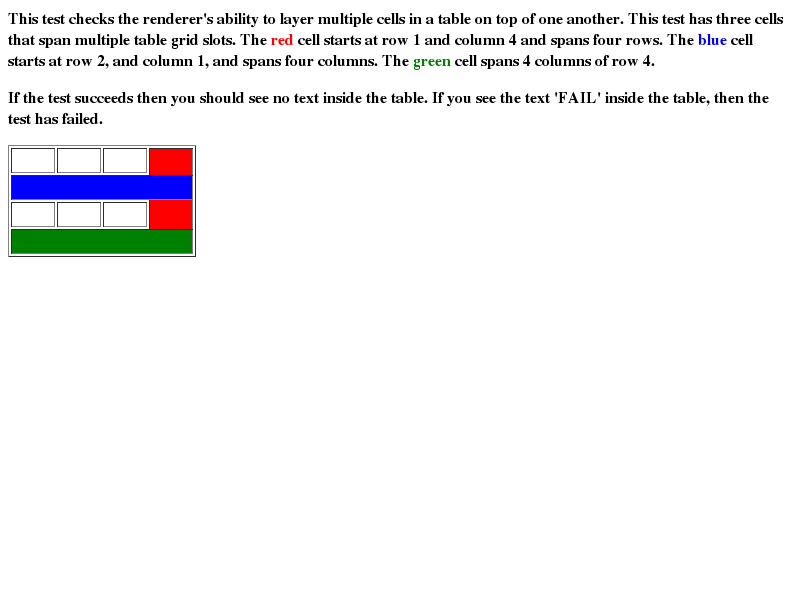 This test checks the renderer's ability to layer multiple cells in a table on top of one another. This test has three cells
that span multiple table grid slots. The red cell starts at row 1 and column 4 and spans four rows. The blue cell
starts at row 2, and column 1, and spans four columns. The green cell spans 4 columns of row 4.
If the test succeeds then you should see no text inside the table. If you see the text 'FAIL' inside the table, then the
test has failed.